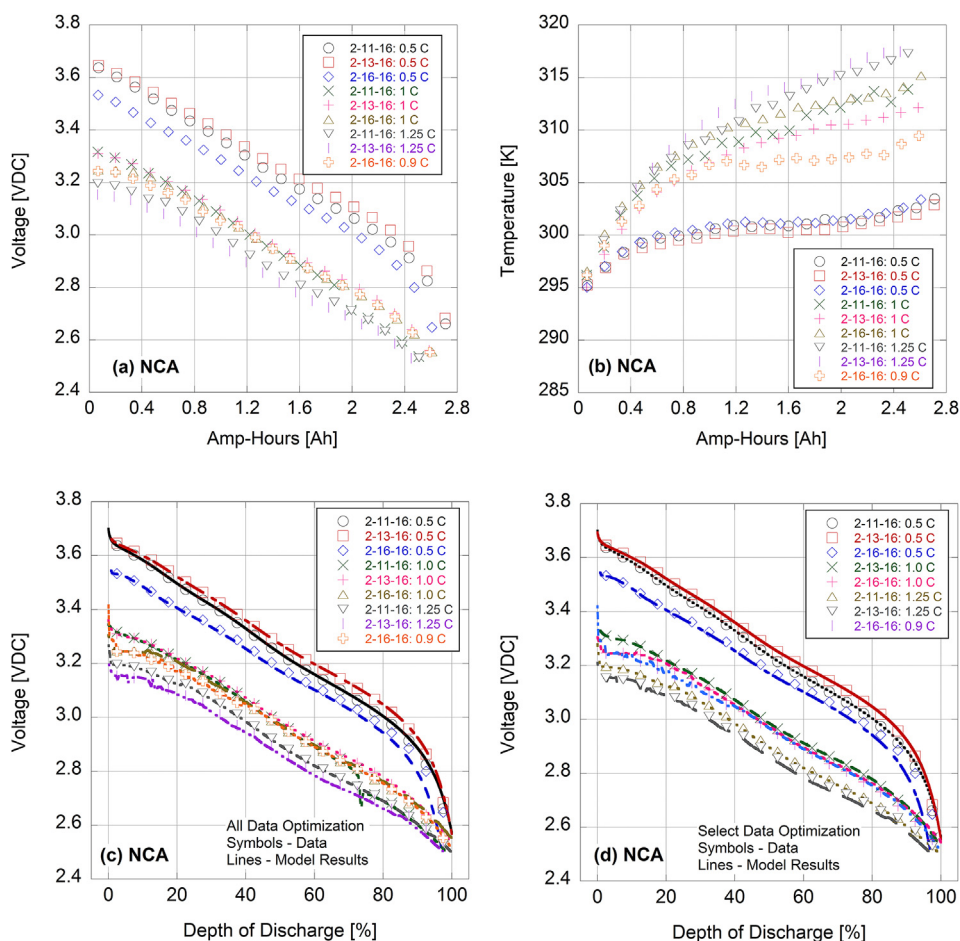 3.8
3.6
3.4
3.2
3.0
2.8
2.6
2.4
Voltage [VDC]
2-11-16: 0.5 C
2-13-16: 0.5 C
2-16-16: 0.5 C
2-11-16: 1 C
2-13-16: 1 C
2-16-16: 1 C
2-11-16: 1.25 C
2-13-16: 1.25 C
2-16-16: 0.9 C
(a) NCA
0 0.4 0.8 1.2 1.6 2 2.4 2.8
Amp-Hours [Ah]
315
310
305
300
295
290
285
Temperature [K]
2-11-16: 0.5 C
2-13-16: 0.5 C
2-16-16: 0.5 C
2-11-16: 1 C
2-13-16: 1 C
2-16-16: 1 C
2-11-16: 1.25 C
2-13-16: 1.25 C
2-16-16: 0.9 C
(b) NCA
0 0.4 0.8 1.2 1.6 2 2.4 2.8
Amp-Hours [Ah]
3.8
3.6
3.4
3.2
3.0
2.8
2.6
2.4
Voltage [VDC]
2-11-16: 0.5 C
2-13-16: 0.5 C
2-16-16: 0.5 C
2-11-16: 1.0 C
2-13-16: 1.0 C
2-16-16: 1.0 C
2-11-16: 1.25 C
2-13-16: 1.25 C
2-16-16: 0.9 C
All Data Optimization
Symbols - Data
Lines - Model Results
(c) NCA
0 20 40 60 80 100
Depth of Discharge [%]
3.8
3.6
3.4
3.2
3.0
2.8
2.6
2.4
Voltage [VDC]
2-11-16: 0.5 C
2-13-16: 0.5 C
2-16-16: 0.5 C
2-13-16: 1.0 C
2-16-16: 1.0 C
2-11-16: 1.25 C
2-13-16: 1.25 C
2-16-16: 0.9 C
Select Data Optimization
Symbols - Data
Lines - Model Results
(d) NCA
0 20 40 60 80 100
Depth of Discharge [%]